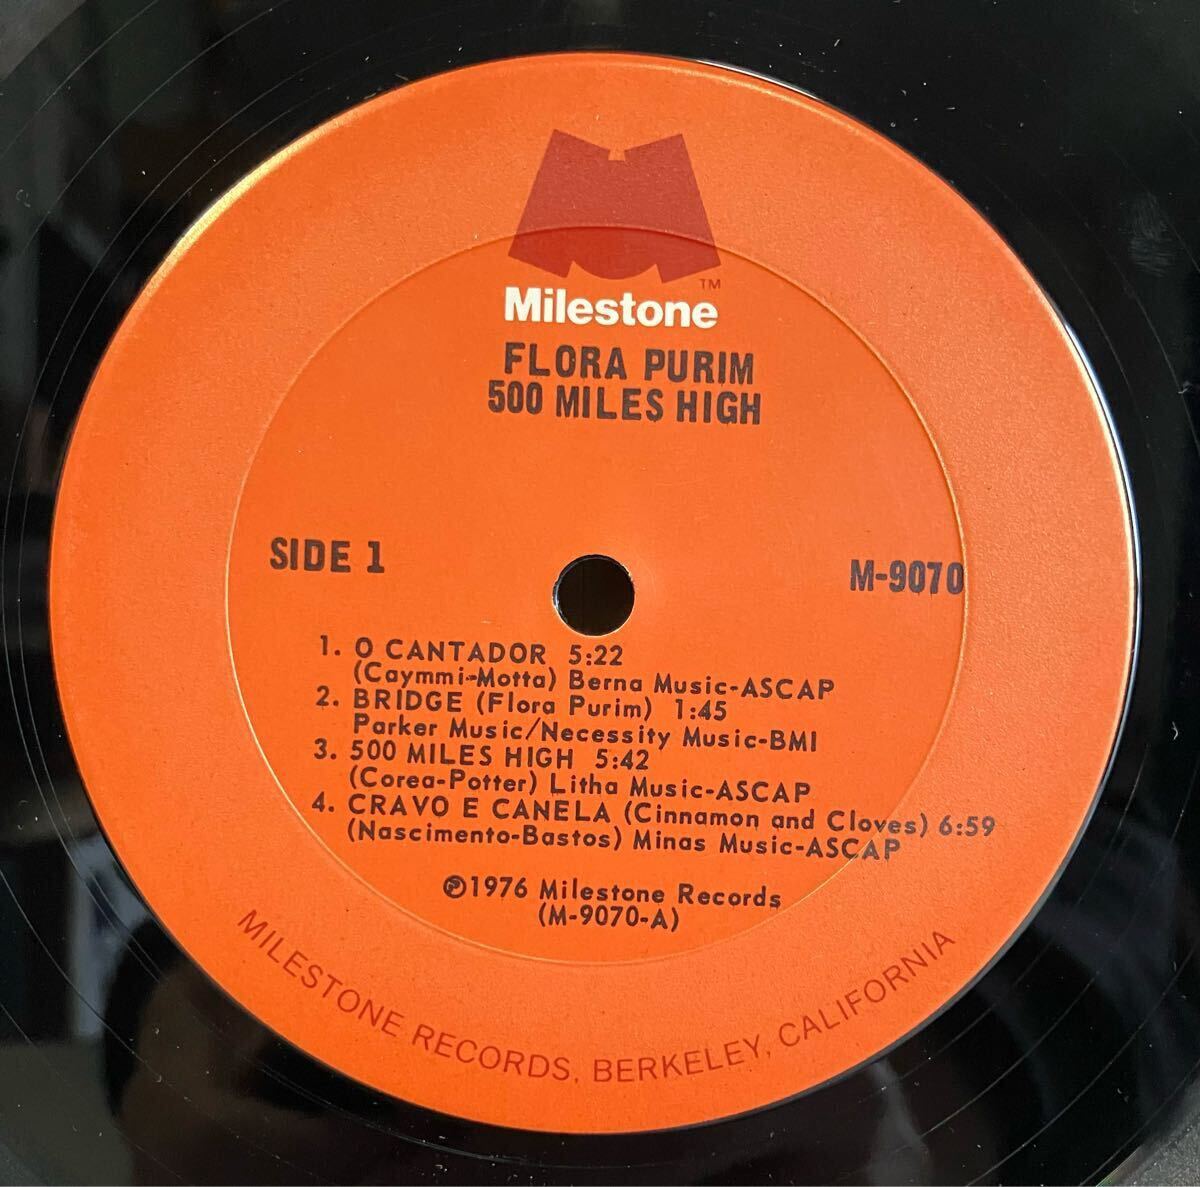 TM
Milestone
FLORA PURIM
500 MILES HIGH
SIDE 1
M-9070
1. O CANTADOR 5:22
(Caymmi-Motta) Berna Music-ASCAP
2. BRIDGE (Flora Purim) 1:45
Parker Music/Necessity Music-BMI
3. 500 MILES HIGH 5:42
(Corea-Potter) Litha Music-ASCAP
4. CRAVO E CANELA (Cinnamon and Cloves) 6:59
(Nascimento-Bastos) Minas Music-ASCAP
℗1976 Milestone Records
(M-9070-A)
MILESTONE RECORDS, BERKELEY, CALIFORNIA